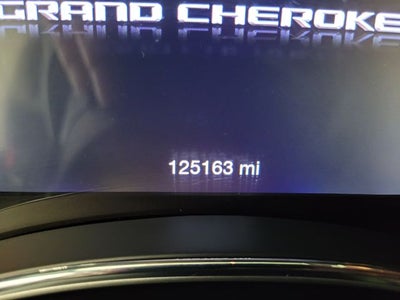 GRAND CHEROKE
125163 mi